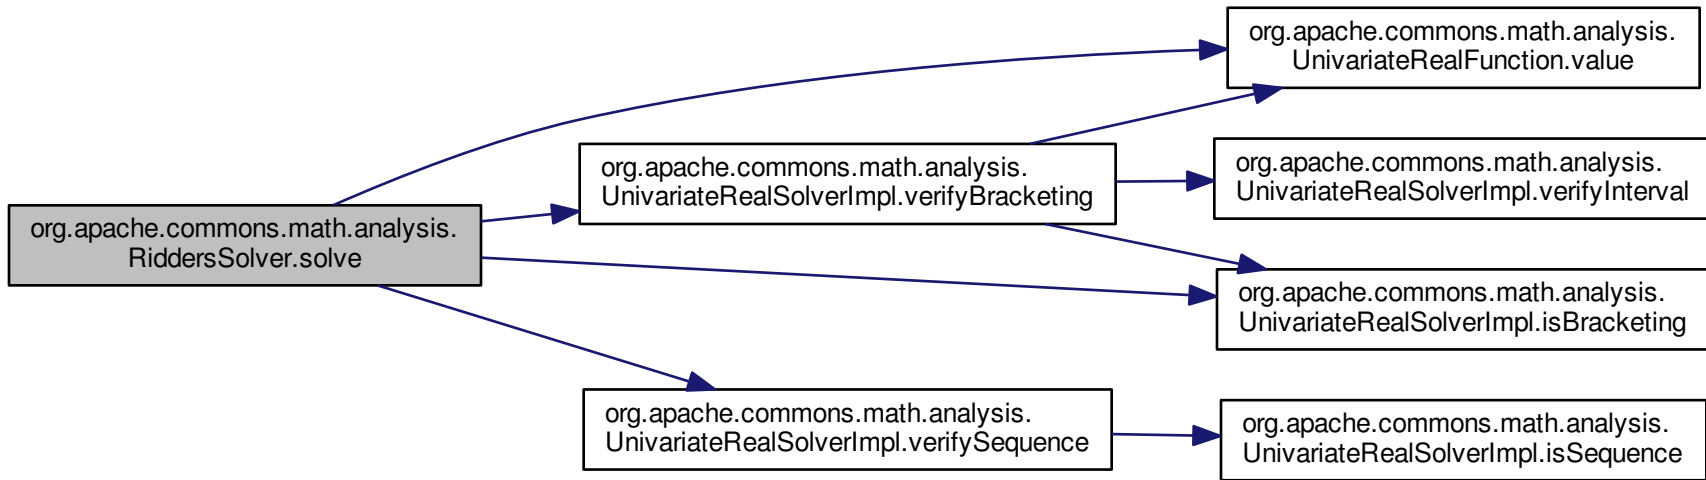 org.apache.commons.math.analysis.
RiddersSolver.solve
org.apache.commons.math.analysis.
UnivariateRealSolverImpl.verifyBracketing
org.apache.commons.math.analysis.
UnivariateRealSolverImpl.verifySequence
org.apache.commons.math.analysis.
UnivariateRealFunction.value
org.apache.commons.math.analysis.
UnivariateRealSolverImpl.verifyInterval
org.apache.commons.math.analysis.
UnivariateRealSolverImpl.isBracketing
org.apache.commons.math.analysis.
UnivariateRealSolverImpl.isSequence